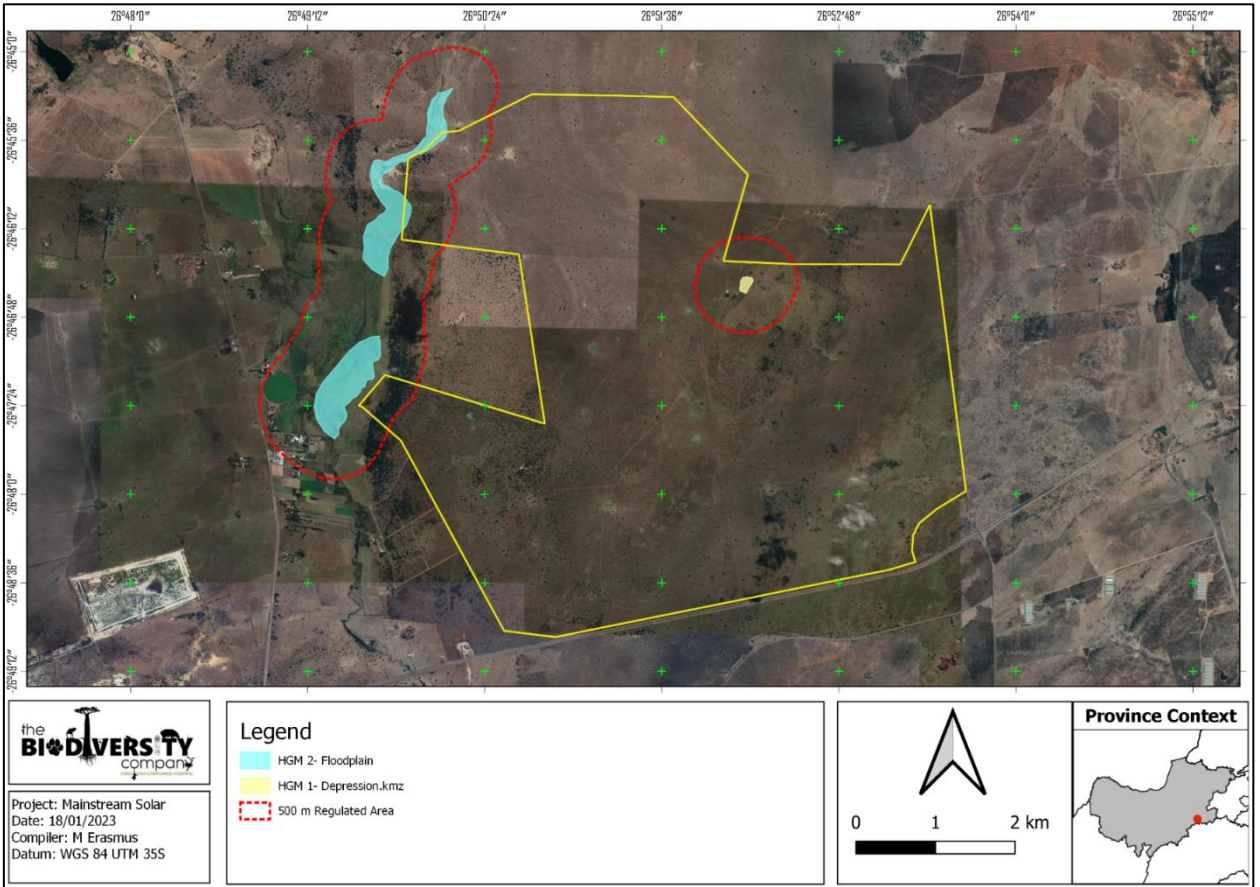 26°48'0" 26°49'12" 26°50'24" 26°51'36" 26°52'48" 26°54'0" 26°55'12"
-26°45'0"
-26°45'36"
-26°46'12"
-26°46'48"
-26°47'24"
-26°48'0"
-26°48'36"
-26°49'12"
the
BIODIVERSITY
company
Project: Mainstream Solar
Date: 18/01/2023
Compiler: M Erasmus
Datum: WGS 84 UTM 35S
Legend
HGM 2- Floodplain
HGM 1- Depression.kmz
500 m Regulated Area
0 1 2 km
Province Context